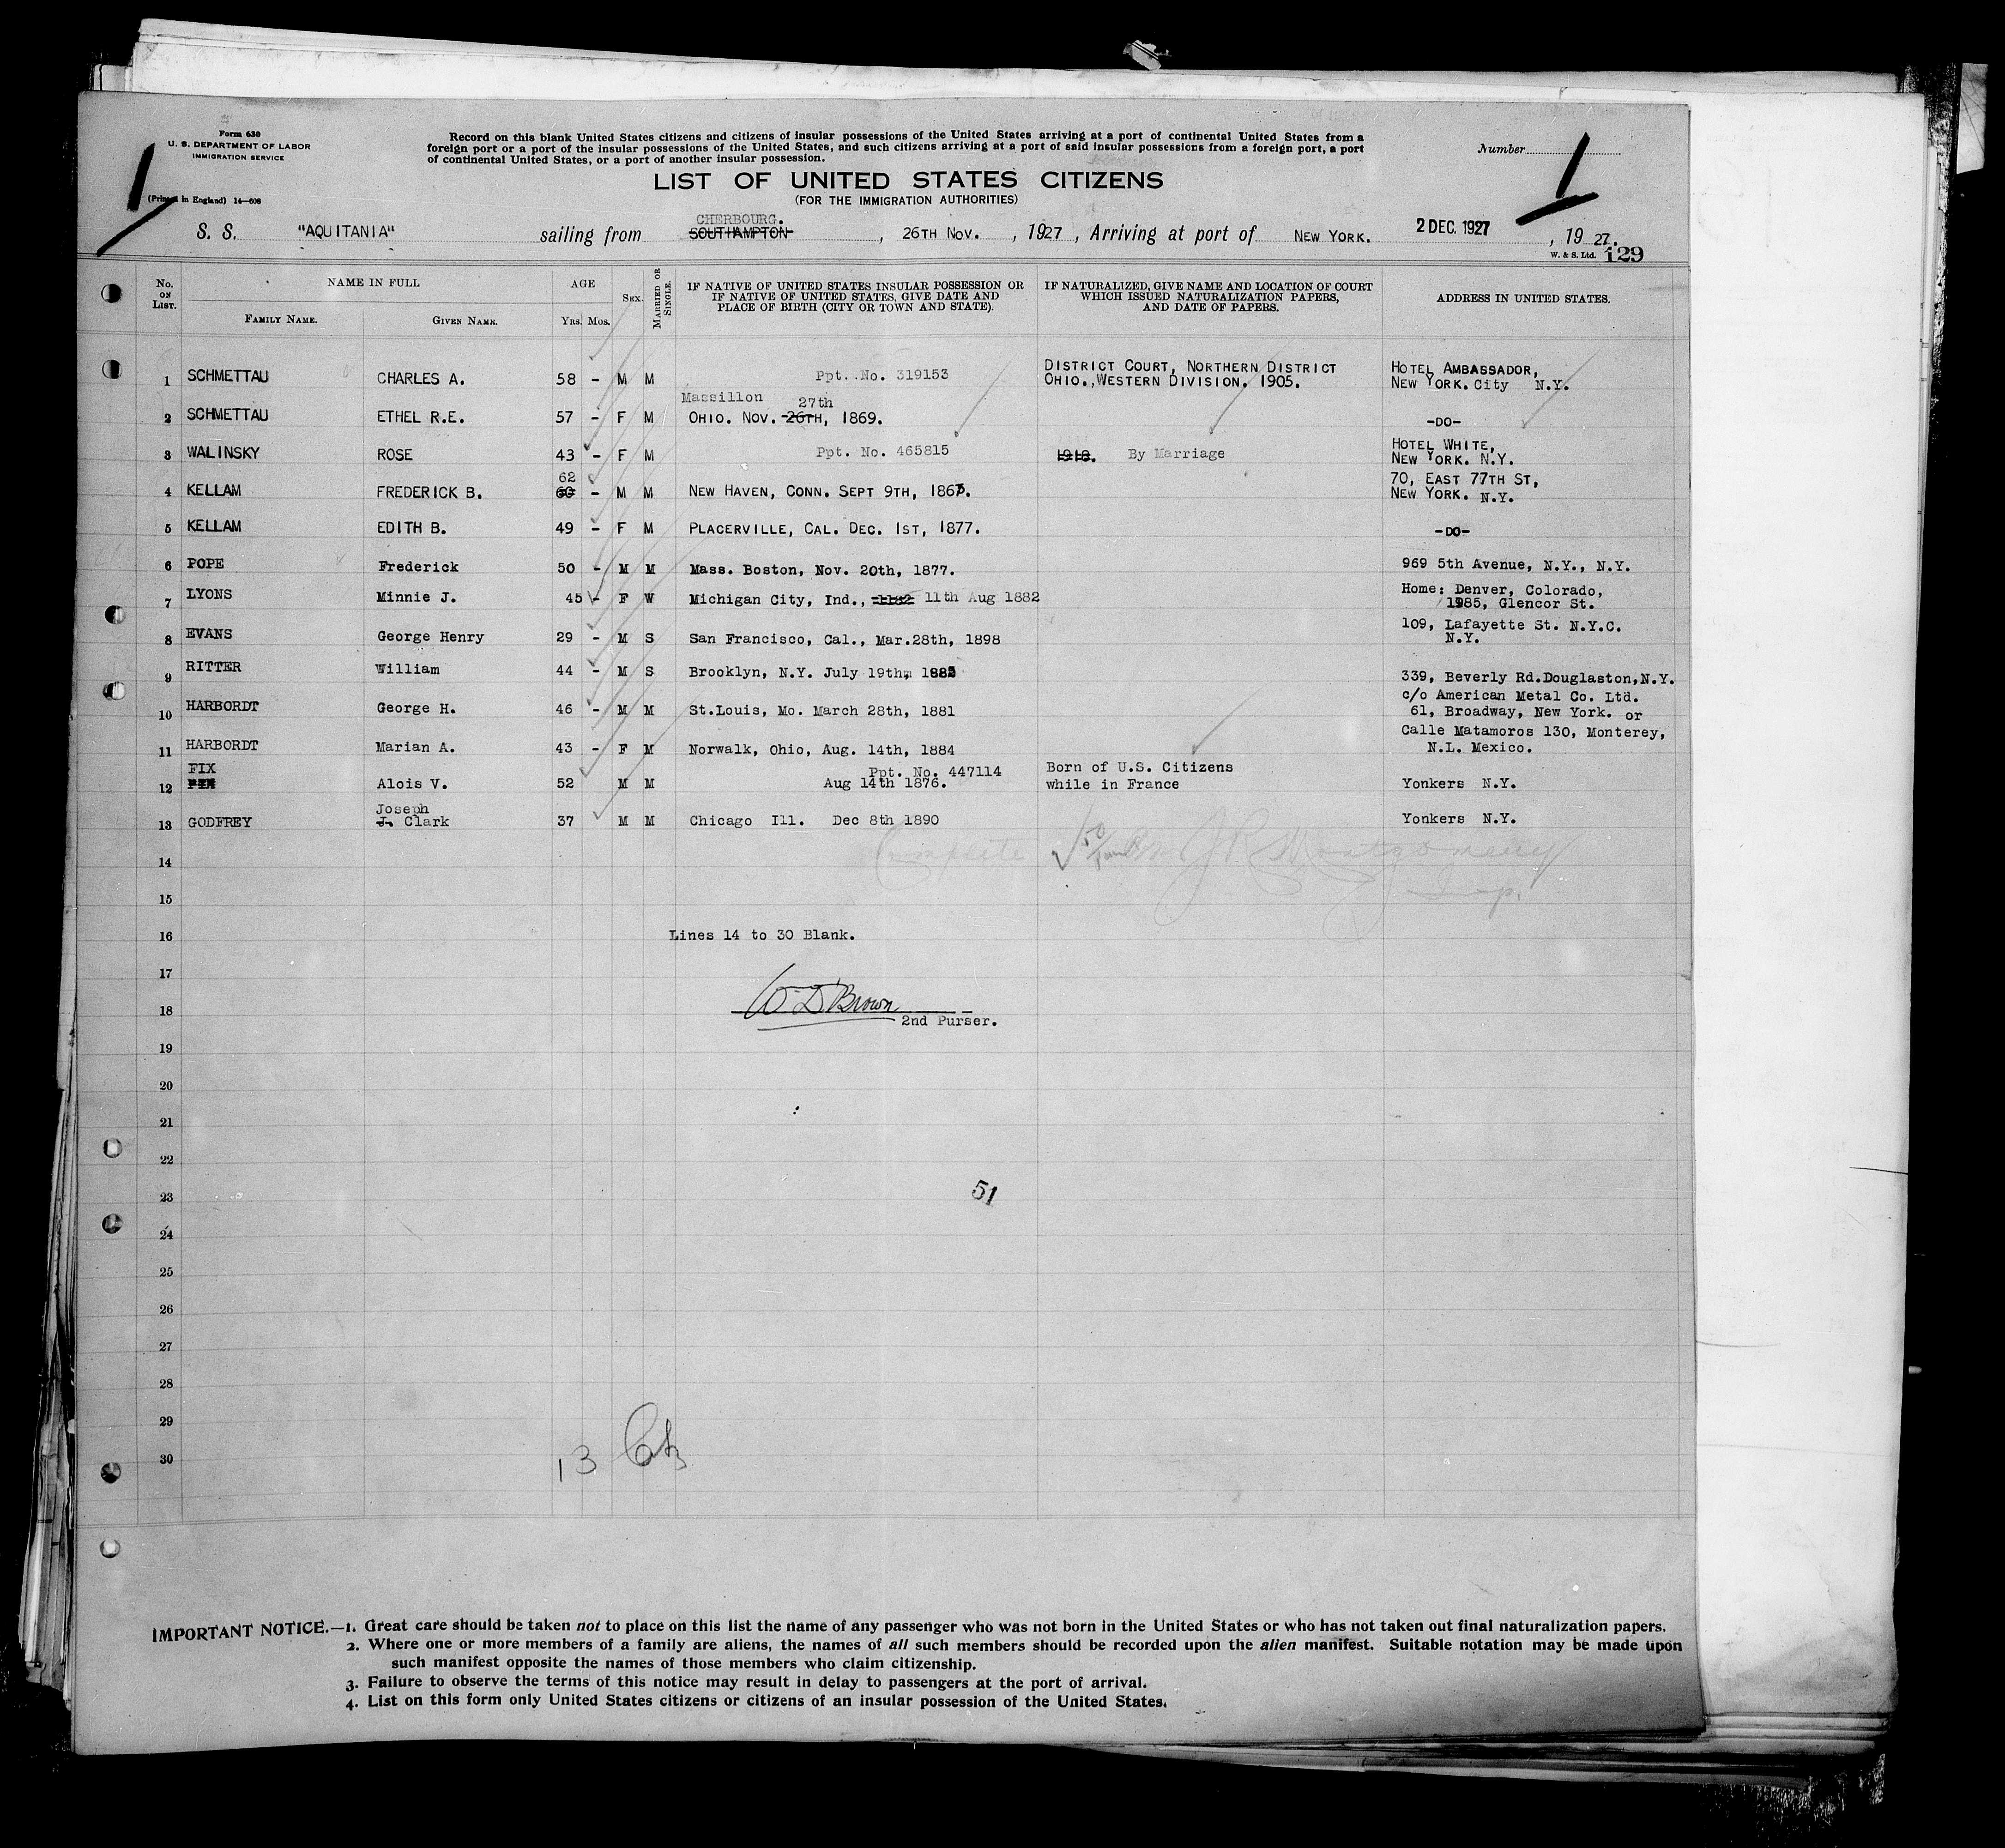 Form 630
U. S. DEPARTMENT OF LABOR
IMMIGRATION SERVICE
(Printed in England) 14—608
1
Record on this blank United States citizens and citizens of insular possessions of the United States arriving at a port of continental United States from a
foreign port or a port of the insular possessions of the United States, and such citizens arriving at a port of said insular possessions from a foreign port, a port
of continental United States, or a port of another insular possession.
Number 1
LIST OF UNITED STATES CITIZENS
(FOR THE IMMIGRATION AUTHORITIES)
CHERBOURG.
S. S. "AQUITANIA" sailing from SOUTHAMPTON, 26TH NOV., 1927, Arriving at port of NEW YORK. 2 DEC. 1927, 1927.
W. & S. Ltd. 129
No. ON LIST. NAME IN FULL AGE SEX. MARRIED OR SINGLE. IF NATIVE OF UNITED STATES INSULAR POSSESSION OR IF NATIVE OF UNITED STATES, GIVE DATE AND PLACE OF BIRTH (CITY OR TOWN AND STATE). IF NATURALIZED, GIVE NAME AND LOCATION OF COURT WHICH ISSUED NATURALIZATION PAPERS, AND DATE OF PAPERS. ADDRESS IN UNITED STATES.
FAMILY NAME. GIVEN NAME. Yrs. Mos.
1 SCHMETTAU CHARLES A. 58 - M M Ppt. No. 319153 DISTRICT COURT, NORTHERN DISTRICT OHIO., WESTERN DIVISION. 1905. HOTEL AMBASSADOR, NEW YORK. City N.Y.
Massillon 27th
2 SCHMETTAU ETHEL R.E. 57 - F M OHIO. NOV. 26TH, 1869. -DO-
3 WALINSKY ROSE 43 - F M Ppt. No. 465815 1918. By Marriage HOTEL WHITE, NEW YORK. N.Y.
62
4 KELLAM FREDERICK B. 60 - M M NEW HAVEN, CONN. SEPT 9TH, 1865. 70, EAST 77TH ST, NEW YORK. N.Y.
5 KELLAM EDITH B. 49 - F M PLACERVILLE, CAL. DEC. 1ST, 1877. -DO-
6 POPE Frederick 50 - M M Mass. Boston, Nov. 20th, 1877. 969 5th Avenue, N.Y., N.Y.
7 LYONS Minnie J. 45 - F W Michigan City, Ind., 1182 11th Aug 1882 Home: Denver, Colorado, 1985, Glencor St.
8 EVANS George Henry 29 - M S San Francisco, Cal., Mar.28th, 1898 109, Lafayette St. N.Y.C. N.Y.
9 RITTER William 44 - M S Brooklyn, N.Y. July 19th, 1883 339, Beverly Rd.Douglaston,N.Y.
10 HARBORDT George H. 46 - M M St.Louis, Mo. March 28th, 1881 c/o American Metal Co. Ltd. 61, Broadway, New York. or
11 HARBORDT Marian A. 43 - F M Norwalk, Ohio, Aug. 14th, 1884 Calle Matamoros 130, Monterey, N.L. Mexico.
FIX Ppt. No. 447114
12 Alois V. 52 M M Aug 14th 1876. Born of U.S. Citizens while in France Yonkers N.Y.
Joseph
13 GODFREY J. Clark 37 M M Chicago Ill. Dec 8th 1890 Yonkers N.Y.
Complete J R Montgomery
14
Insp.
15
16 Lines 14 to 30 Blank.
17
W D Brown
18
2nd Purser.
19
20
21
22
23 51
24
25
26
27
28
29
13
30
IMPORTANT NOTICE.—1. Great care should be taken not to place on this list the name of any passenger who was not born in the United States or who has not taken out final naturalization papers.
2. Where one or more members of a family are aliens, the names of all such members should be recorded upon the alien manifest. Suitable notation may be made upon
such manifest opposite the names of those members who claim citizenship.
3. Failure to observe the terms of this notice may result in delay to passengers at the port of arrival.
4. List on this form only United States citizens or citizens of an insular possession of the United States.